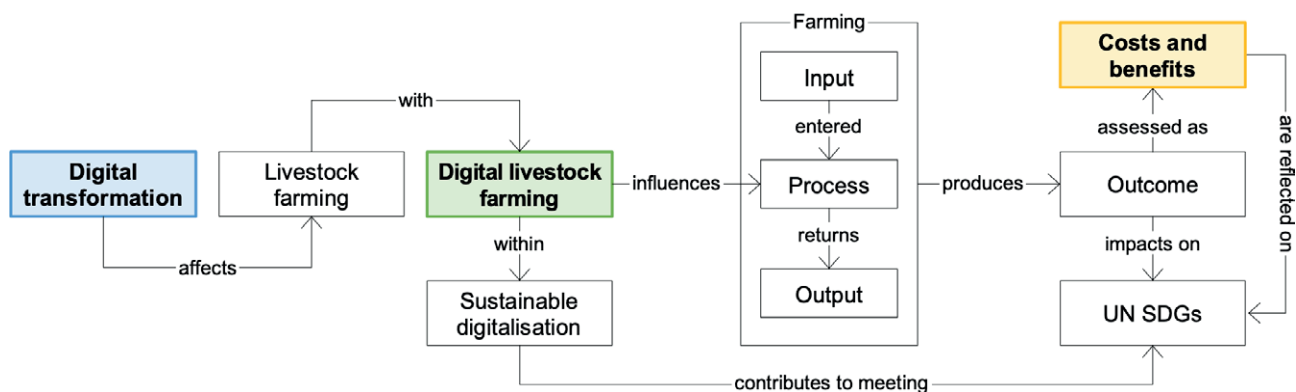 Farming
Costs and
benefits
Input
with
entered
assessed as
are reflected on
Digital
transformation
Livestock
farming
Digital livestock
farming
influences
Process
produces
Outcome
affects
within
returns
impacts on
Sustainable
digitalisation
Output
UN SDGs
contributes to meeting